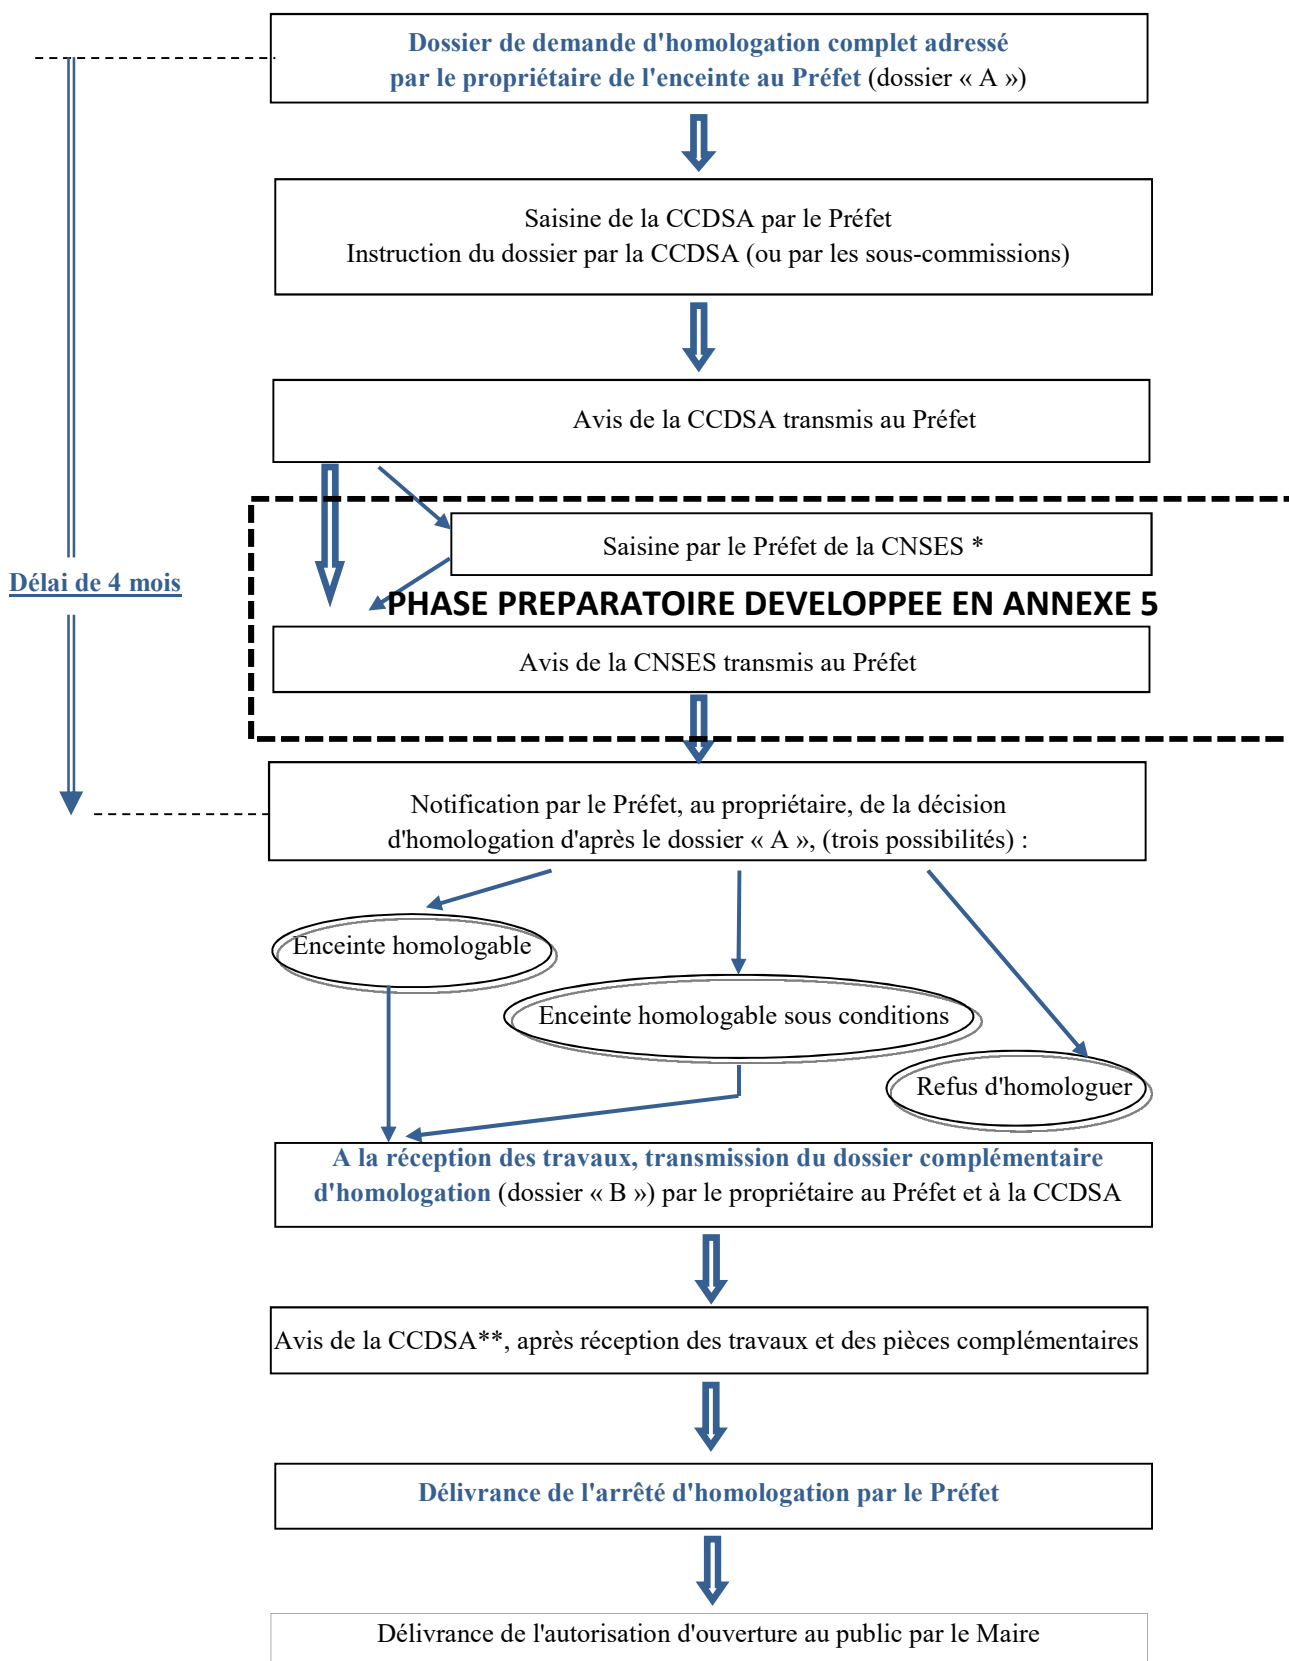 Dossier de demande d'homologation complet adressé
par le propriétaire de l'enceinte au Préfet (dossier « A »)
Saisine de la CCDSA par le Préfet
Instruction du dossier par la CCDSA (ou par les sous-commissions)
Avis de la CCDSA transmis au Préfet
Saisine par le Préfet de la CNSES *
Délai de 4 mois
PHASE PREPARATOIRE DEVELOPPEE EN ANNEXE 5
Avis de la CNSES transmis au Préfet
Notification par le Préfet, au propriétaire, de la décision
d'homologation d'après le dossier « A », (trois possibilités) :
Enceinte homologable
Enceinte homologable sous conditions
Refus d'homologuer
A la réception des travaux, transmission du dossier complémentaire
d'homologation (dossier « B ») par le propriétaire au Préfet et à la CCDSA
Avis de la CCDSA**, après réception des travaux et des pièces complémentaires
Délivrance de l'arrêté d'homologation par le Préfet
Délivrance de l'autorisation d'ouverture au public par le Maire